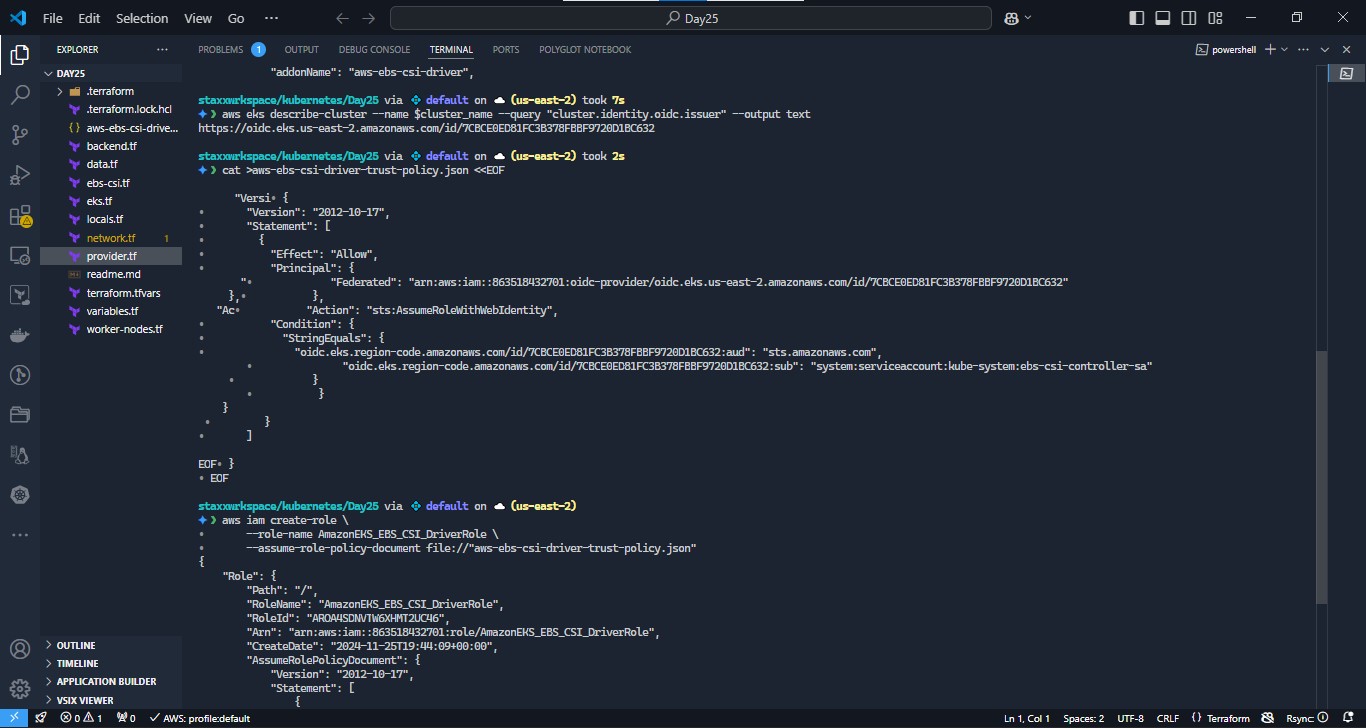 File Edit Selection View Go ··· Day25
EXPLORER ···
DAY25
.terraform
.terraform.lock.hcl
aws-ebs-csi-drive...
backend.tf
data.tf
ebs-csi.tf
eks.tf
locals.tf
network.tf 1
provider.tf
readme.md
terraform.tfvars
variables.tf
worker-nodes.tf
OUTLINE
TIMELINE
APPLICATION BUILDER
VSIX VIEWER
PROBLEMS 1 OUTPUT DEBUG CONSOLE TERMINAL PORTS POLYGLOT NOTEBOOK powershell
"addonName": "aws-ebs-csi-driver",
staxxwrkspace/kubernetes/Day25 via default on (us-east-2) took 7s
❯ aws eks describe-cluster --name $cluster_name --query "cluster.identity.oidc.issuer" --output text
https://oidc.eks.us-east-2.amazonaws.com/id/7CBCE0ED81FC3B378FBBF9720D1BC632
staxxwrkspace/kubernetes/Day25 via default on (us-east-2) took 2s
❯ cat >aws-ebs-csi-driver-trust-policy.json <<EOF
"Versi∙ {
∙ "Version": "2012-10-17",
∙ "Statement": [
∙ {
∙ "Effect": "Allow",
∙ "Principal": {
"∙ "Federated": "arn:aws:iam::863518432701:oidc-provider/oidc.eks.us-east-2.amazonaws.com/id/7CBCE0ED81FC3B378FBBF9720D1BC632"
},∙ },
"Ac∙ "Action": "sts:AssumeRoleWithWebIdentity",
∙ "Condition": {
∙ "StringEquals": {
∙ "oidc.eks.region-code.amazonaws.com/id/7CBCE0ED81FC3B378FBBF9720D1BC632:aud": "sts.amazonaws.com",
∙ "oidc.eks.region-code.amazonaws.com/id/7CBCE0ED81FC3B378FBBF9720D1BC632:sub": "system:serviceaccount:kube-system:ebs-csi-controller-sa"
∙ }
∙ }
}
∙ }
∙ ]
EOF∙ }
∙ EOF
staxxwrkspace/kubernetes/Day25 via default on (us-east-2)
❯ aws iam create-role \
∙ --role-name AmazonEKS_EBS_CSI_DriverRole \
∙ --assume-role-policy-document file://"aws-ebs-csi-driver-trust-policy.json"
{
"Role": {
"Path": "/",
"RoleName": "AmazonEKS_EBS_CSI_DriverRole",
"RoleId": "AROA4SDNVTW6XHMT2UC46",
"Arn": "arn:aws:iam::863518432701:role/AmazonEKS_EBS_CSI_DriverRole",
"CreateDate": "2024-11-25T19:44:09+00:00",
"AssumeRolePolicyDocument": {
"Version": "2012-10-17",
"Statement": [
{
0 1 0 AWS: profile:default Ln 1, Col 1 Spaces: 2 UTF-8 CRLF {} Terraform Rsync: